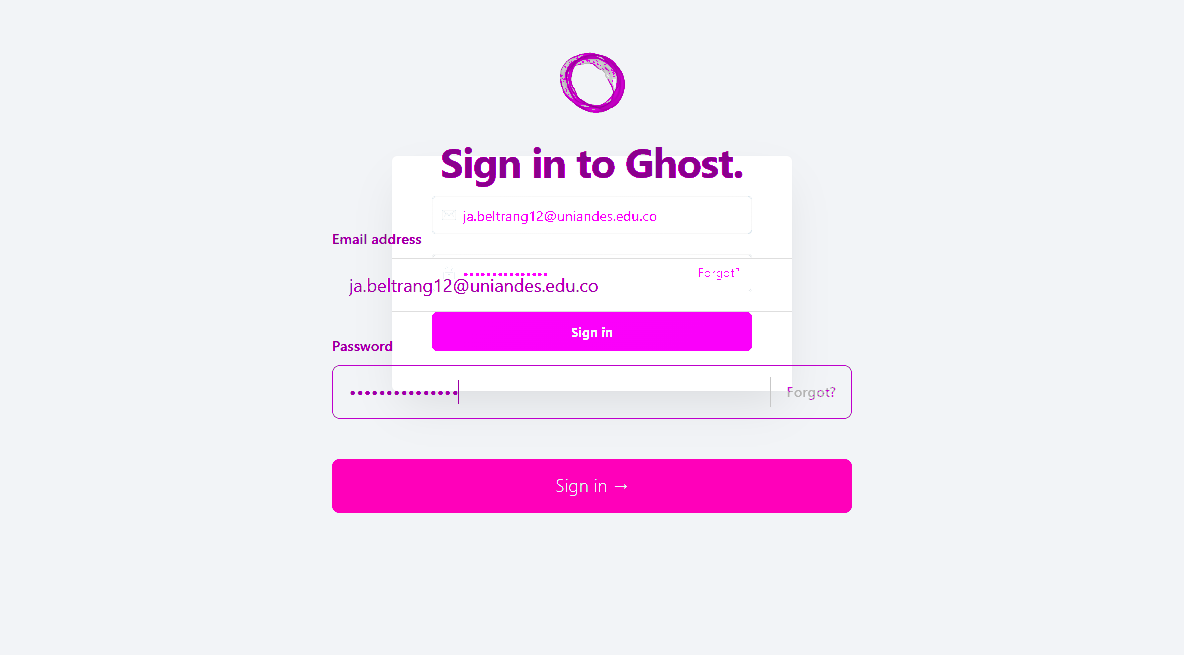 Sign in to Ghost.
ja.beltrang12@uniandes.edu.co
Email address
Forgot?
ja.beltrang12@uniandes.edu.co
Sign in
Password
Forgot?
Sign in →